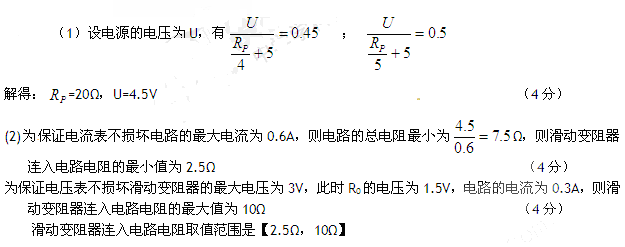 (1)设电源的电压为U，有 U/(R_P/4+5)=0.45 ； U/(R_P/5+5)=0.5
解得： R_P=20Ω，U=4.5V （4分）
(2)为保证电流表不损坏电路的最大电流为0.6A，则电路的总电阻最小为4.5/0.6=7.5Ω，则滑动变阻器
连入电路电阻的最小值为2.5Ω （4分）
为保证电压表不损坏滑动变阻器的最大电压为3V，此时R₀的电压为1.5V，电路的电流为0.3A，则滑
动变阻器连入电路电阻的最大值为10Ω （4分）
滑动变阻器连入电路电阻取值范围是【2.5Ω，10Ω】